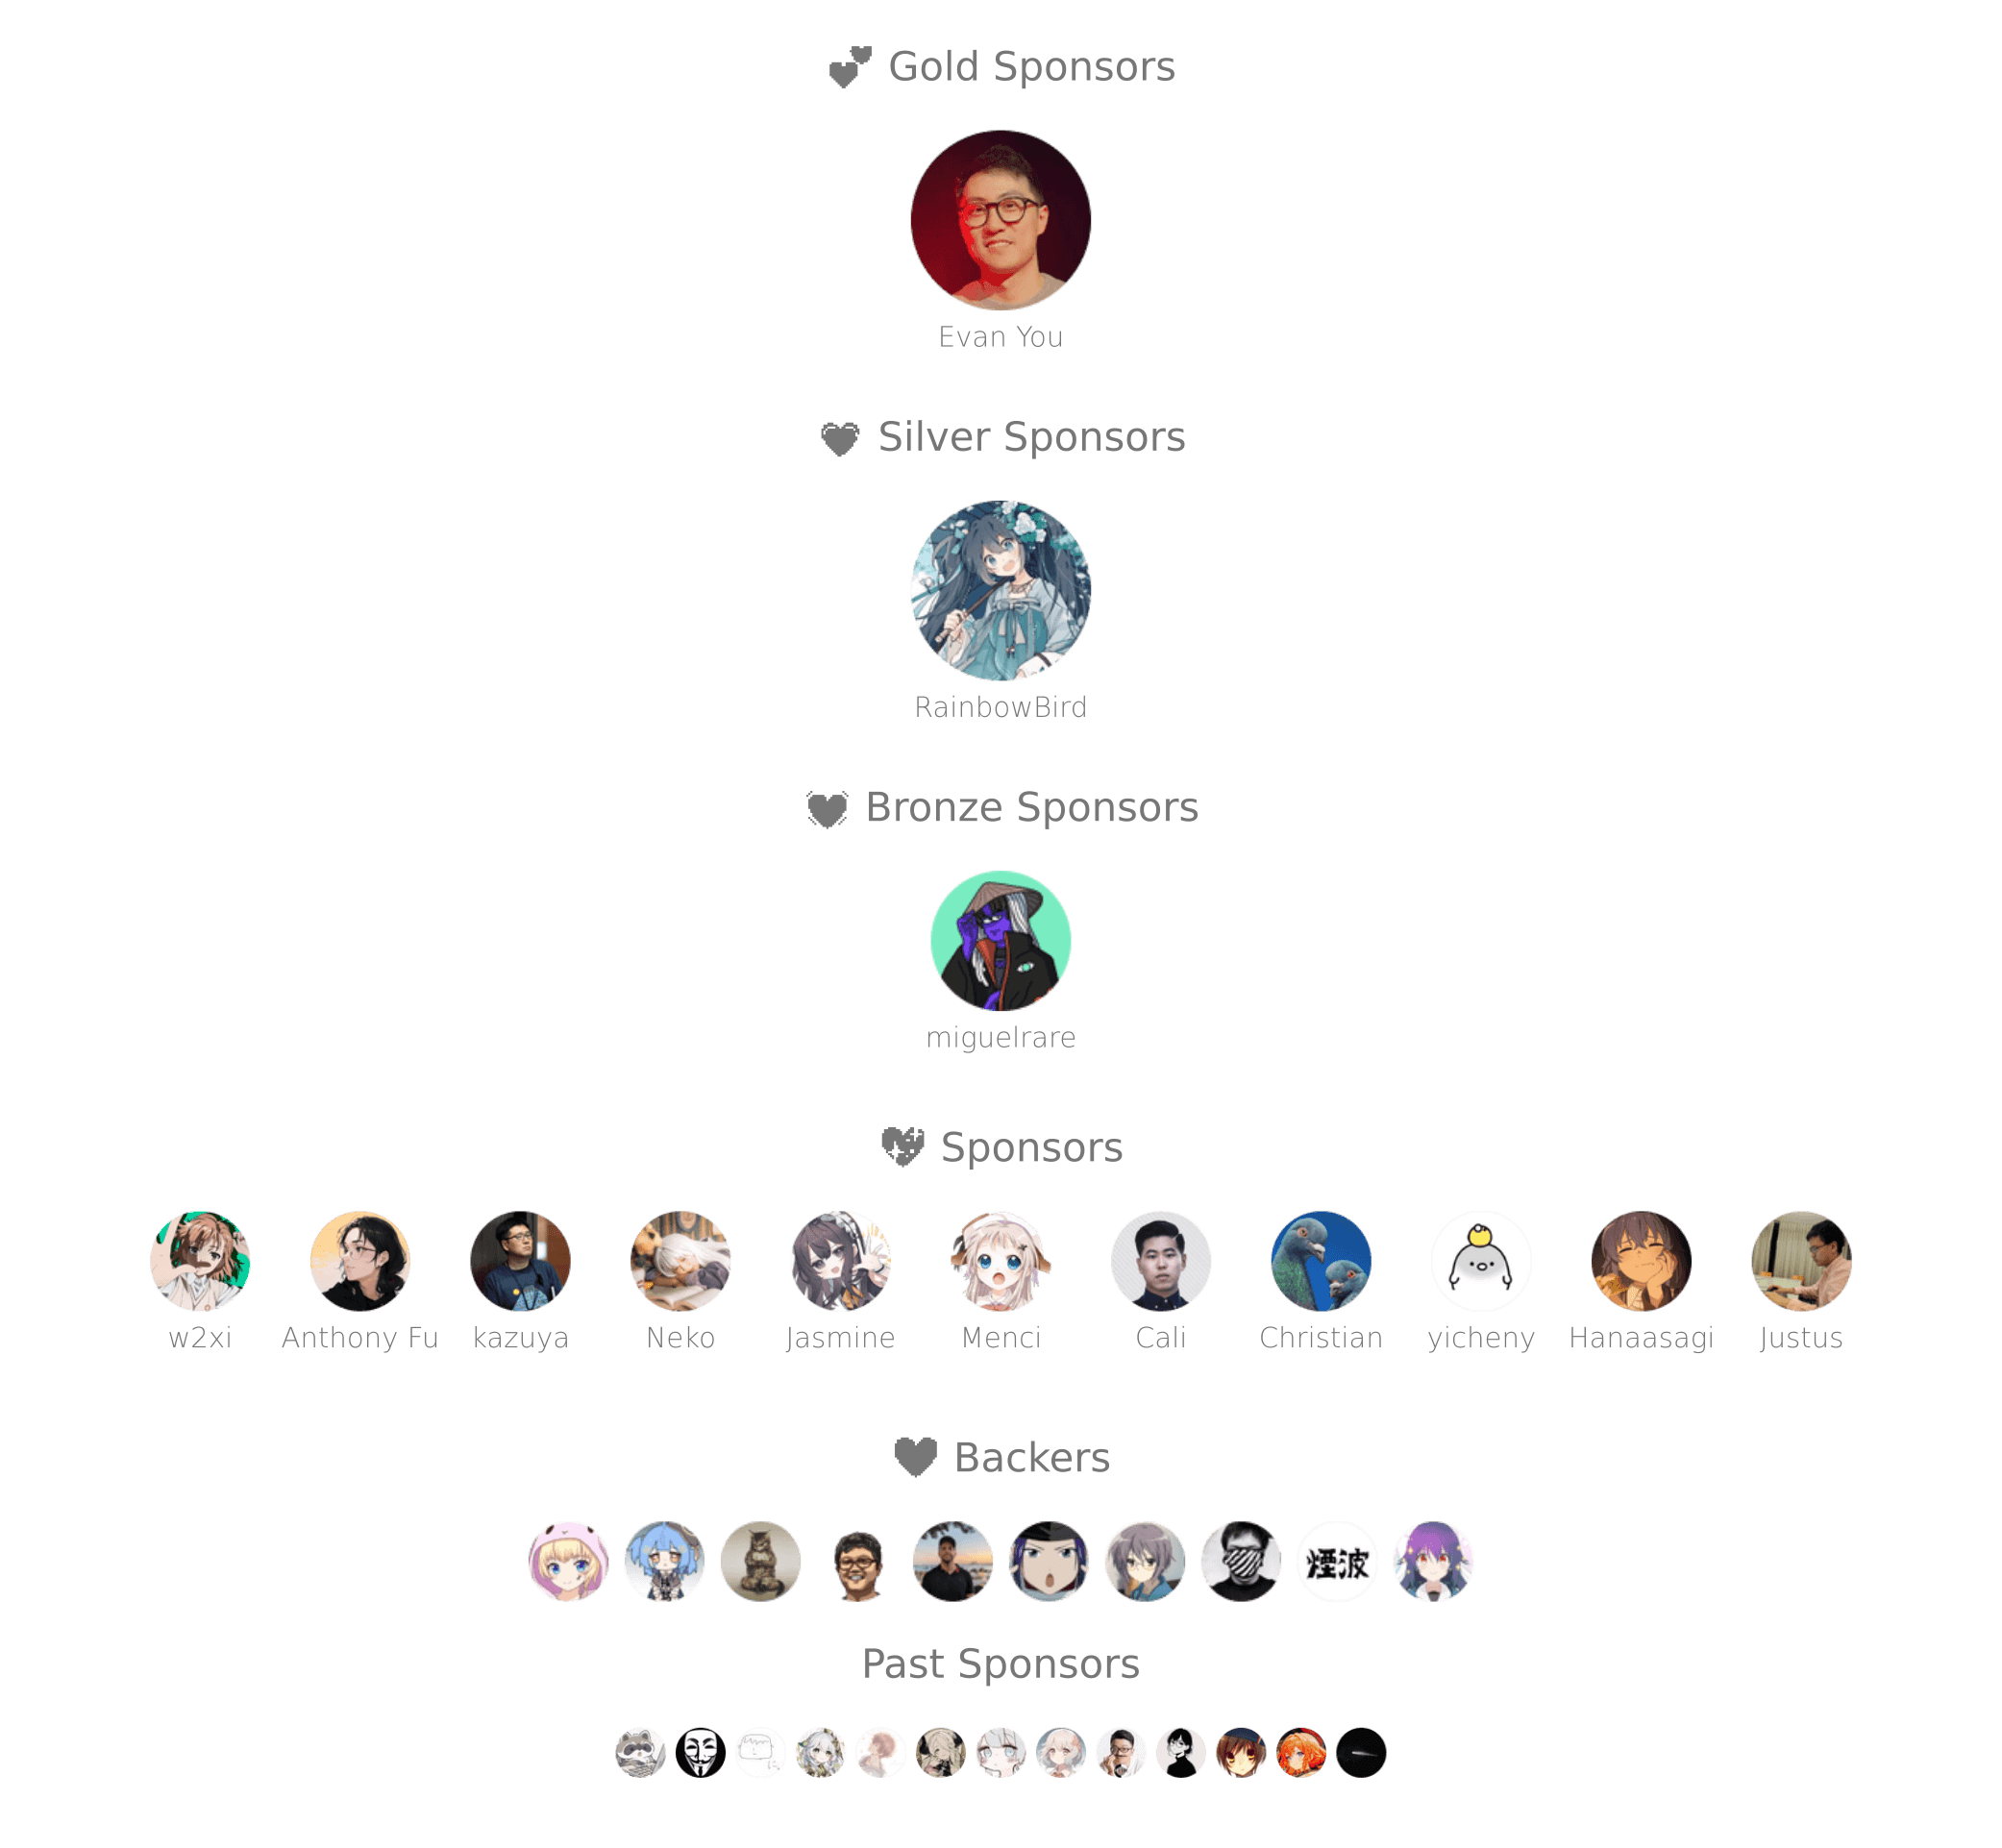 Gold Sponsors
Evan You
Silver Sponsors
RainbowBird
Bronze Sponsors
miguelrare
Sponsors
w2xi Anthony Fu kazuya Neko Jasmine Menci Cali Christian yicheny Hanaasagi Justus
Backers
煙波
Past Sponsors